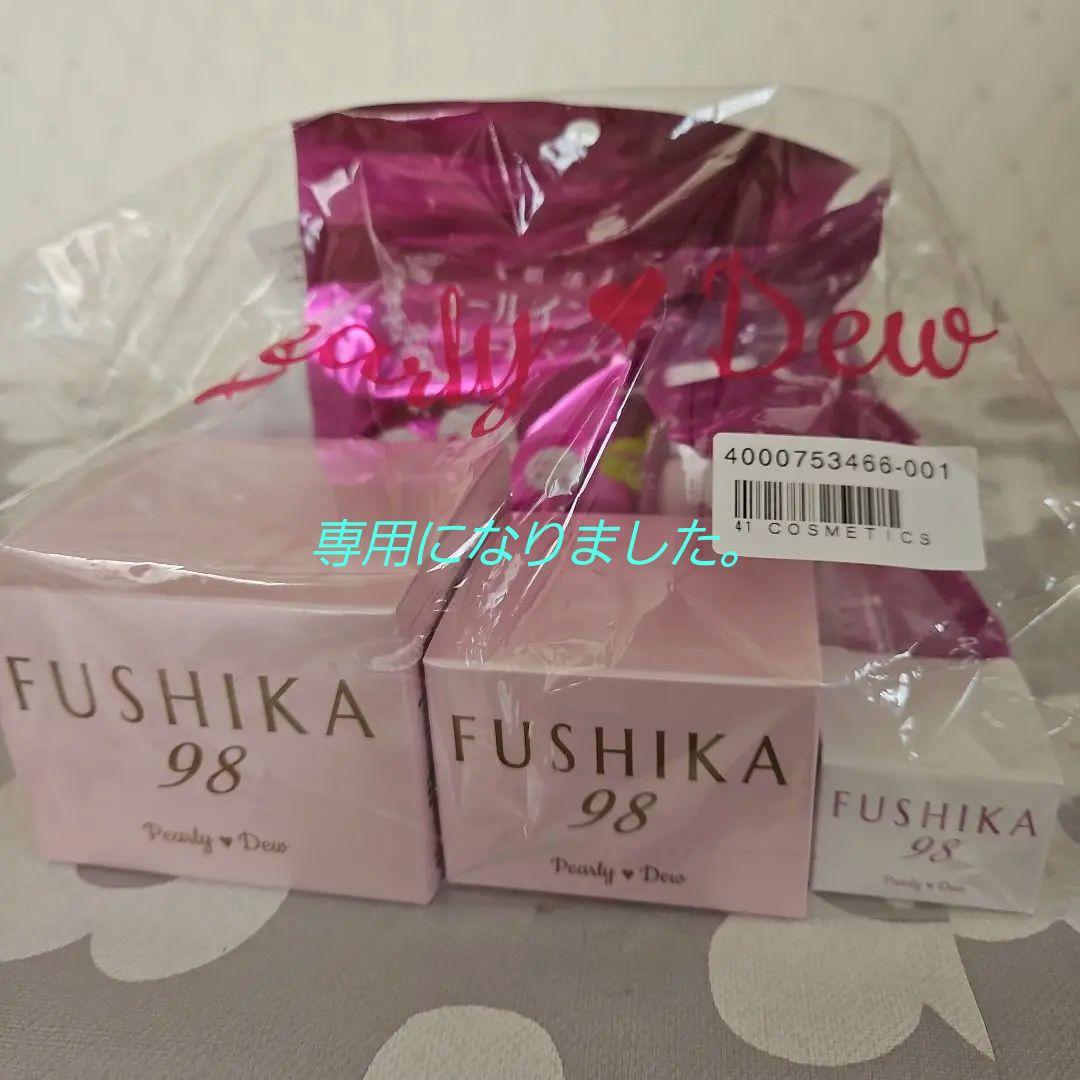 Pearly ♥ Dew
4000753466-001
41 COSMETICS
専用になりました。
FUSHIKA
98
Pearly ♥ Dew
FUSHIKA
98
Pearly ♥ Dew
FUSHIKA
98
Pearly ♥ Dew